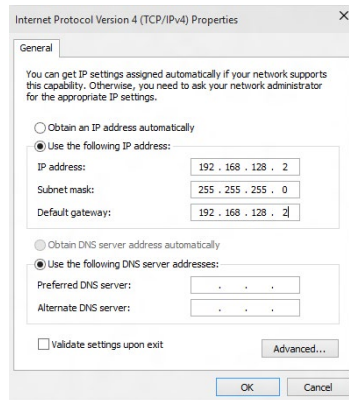 Internet Protocol Version 4 (TCP/IPv4) Properties
General
You can get IP settings assigned automatically if your network supports
this capability. Otherwise, you need to ask your network administrator
for the appropriate IP settings.
Obtain an IP address automatically
Use the following IP address:
IP address: 192 . 168 . 128 . 2
Subnet mask: 255 . 255 . 255 . 0
Default gateway: 192 . 168 . 128 . 2
Obtain DNS server address automatically
Use the following DNS server addresses:
Preferred DNS server: . . .
Alternate DNS server: . . .
Validate settings upon exit
Advanced...
OK Cancel